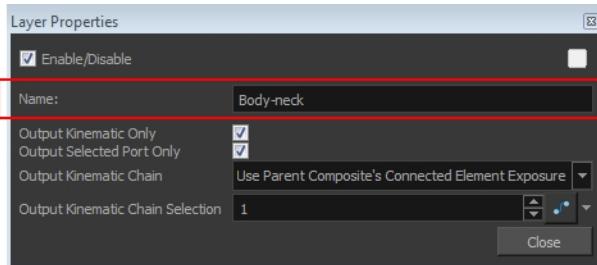 Layer Properties
Enable/Disable
Name: Body-neck
Output Kinematic Only
Output Selected Port Only
Output Kinematic Chain Use Parent Composite's Connected Element Exposure
Output Kinematic Chain Selection 1
Close